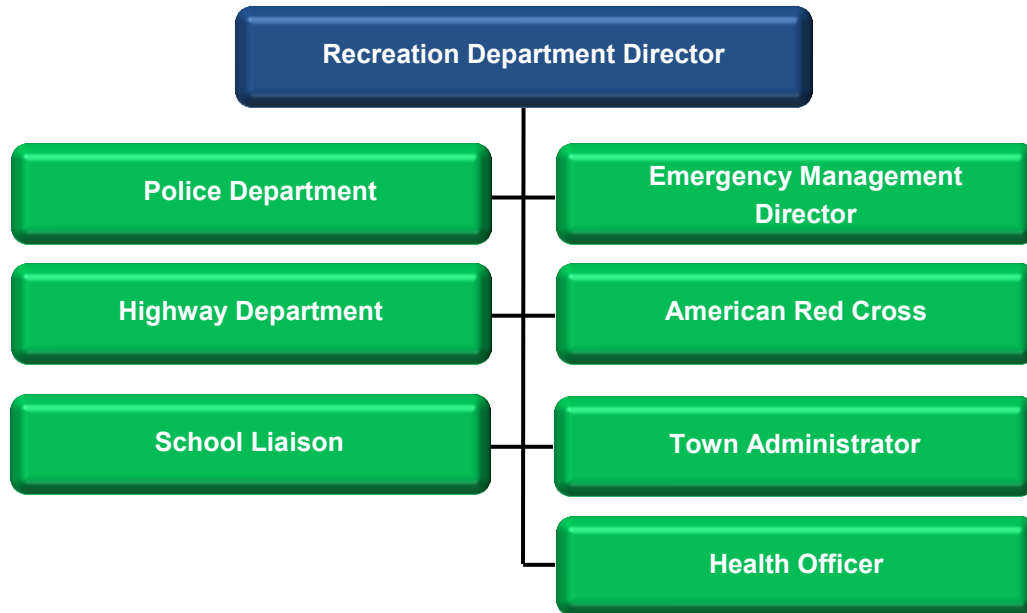 Recreation Department Director
Police Department
Emergency Management
Director
Highway Department
American Red Cross
School Liaison
Town Administrator
Health Officer